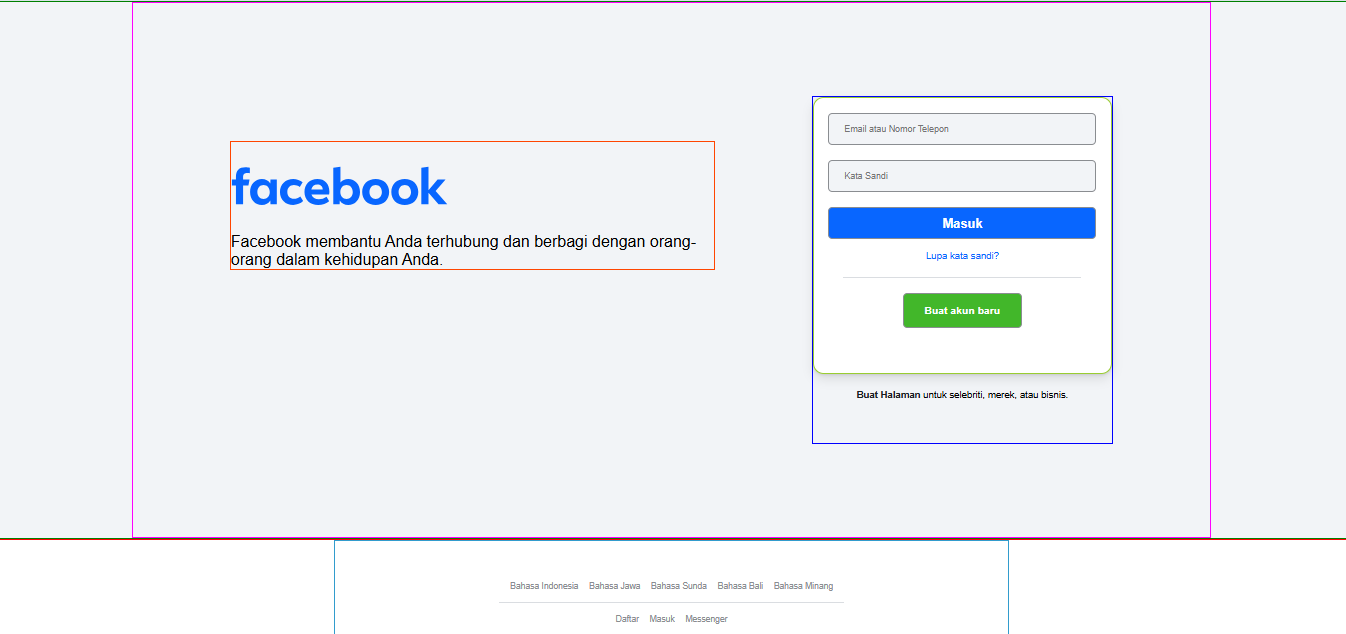 facebook
Facebook membantu Anda terhubung dan berbagi dengan orang-
orang dalam kehidupan Anda.
Email atau Nomor Telepon
Kata Sandi
Masuk
Lupa kata sandi?
Buat akun baru
Buat Halaman untuk selebriti, merek, atau bisnis.
Bahasa Indonesia Bahasa Jawa Bahasa Sunda Bahasa Bali Bahasa Minang
Daftar Masuk Messenger